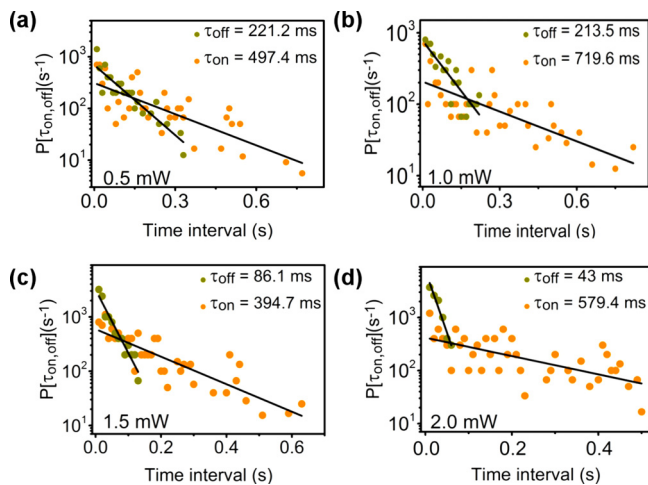 (a)
τoff = 221.2 ms
τon = 497.4 ms
10³
10²
10¹
P[τon,off](s⁻¹)
0.5 mW
0.0 0.3 0.6
Time interval (s)
(b)
τoff = 213.5 ms
τon = 719.6 ms
10³
10²
10¹
P[τon,off](s⁻¹)
1.0 mW
0.0 0.3 0.6
Time interval (s)
(c)
τoff = 86.1 ms
τon = 394.7 ms
10⁴
10³
10²
10¹
P[τon,off](s⁻¹)
1.5 mW
0.0 0.2 0.4 0.6
Time interval (s)
(d)
τoff = 43 ms
τon = 579.4 ms
10⁴
10³
10²
10¹
P[τon,off](s⁻¹)
2.0 mW
0.0 0.2 0.4
Time interval (s)